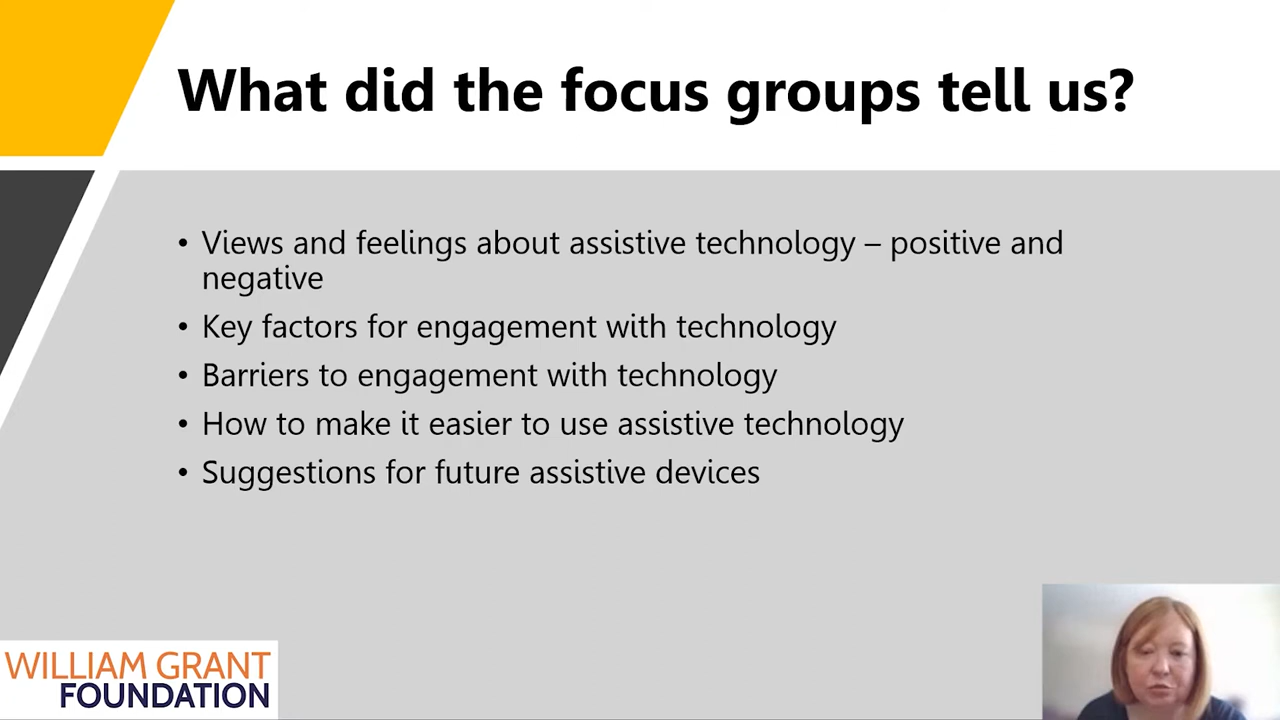 What did the focus groups tell us?
• Views and feelings about assistive technology – positive and
negative
• Key factors for engagement with technology
• Barriers to engagement with technology
• How to make it easier to use assistive technology
• Suggestions for future assistive devices
WILLIAM GRANT
FOUNDATION